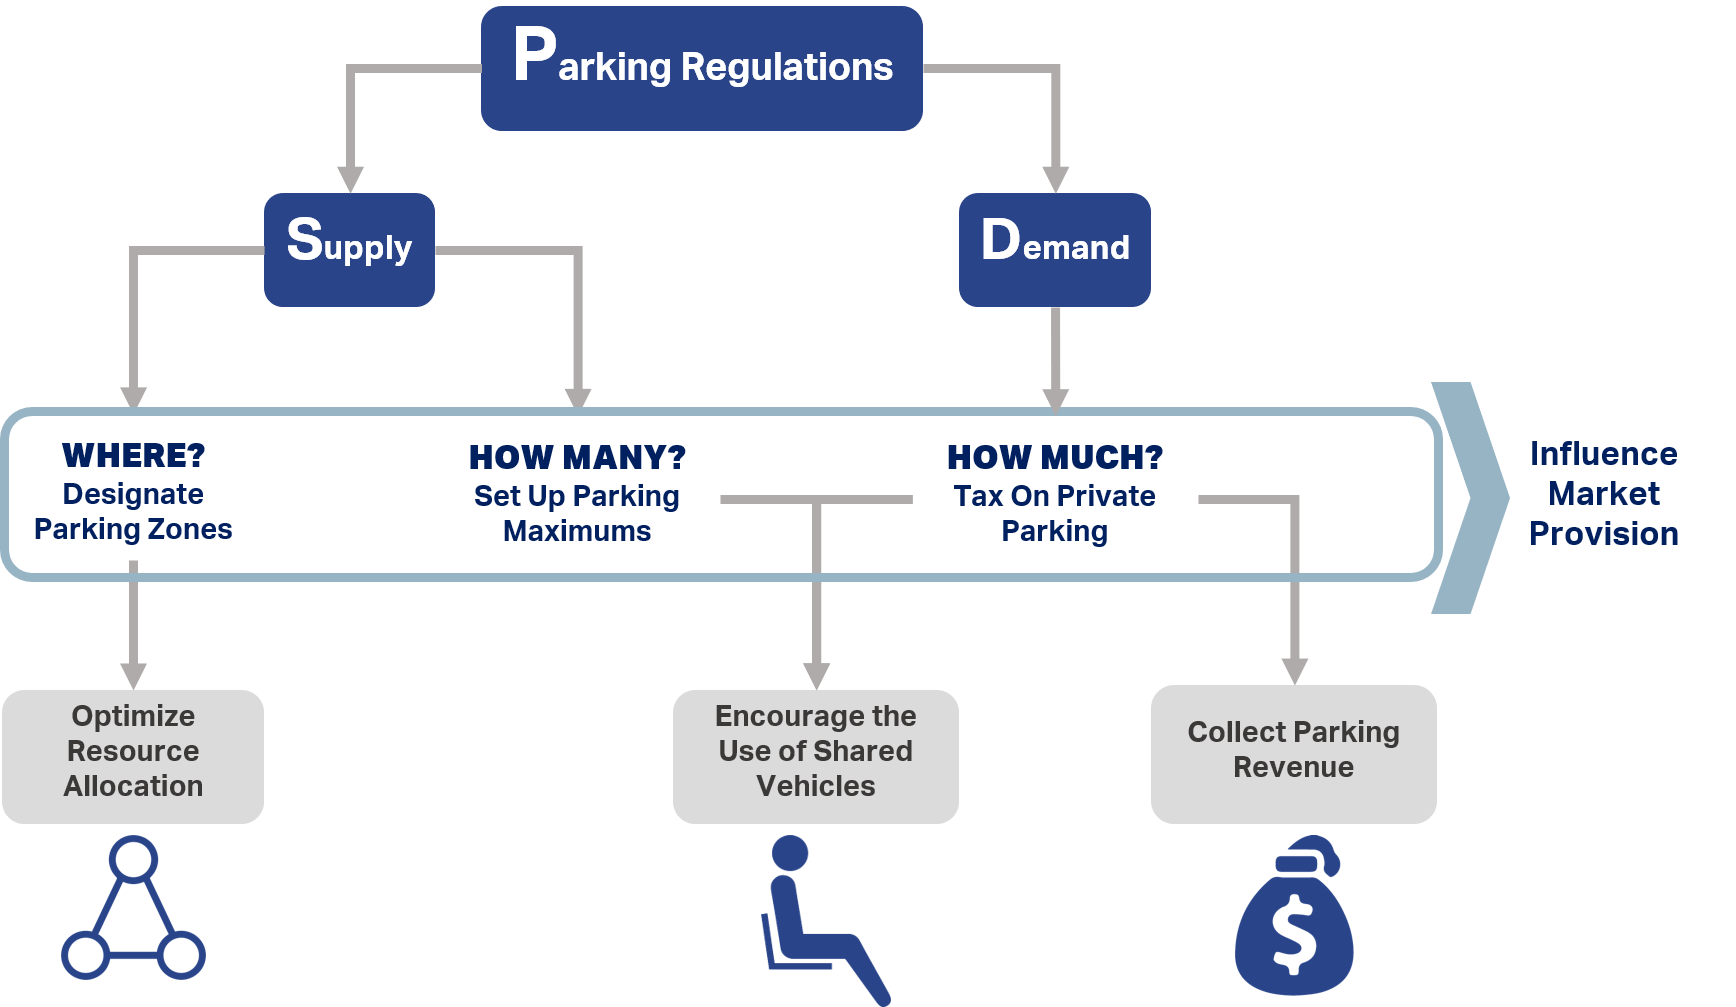 Parking Regulations
Supply
Demand
WHERE?
Designate
Parking Zones
HOW MANY?
Set Up Parking
Maximums
HOW MUCH?
Tax On Private
Parking
Influence
Market
Provision
Optimize
Resource
Allocation
Encourage the
Use of Shared
Vehicles
Collect Parking
Revenue
$